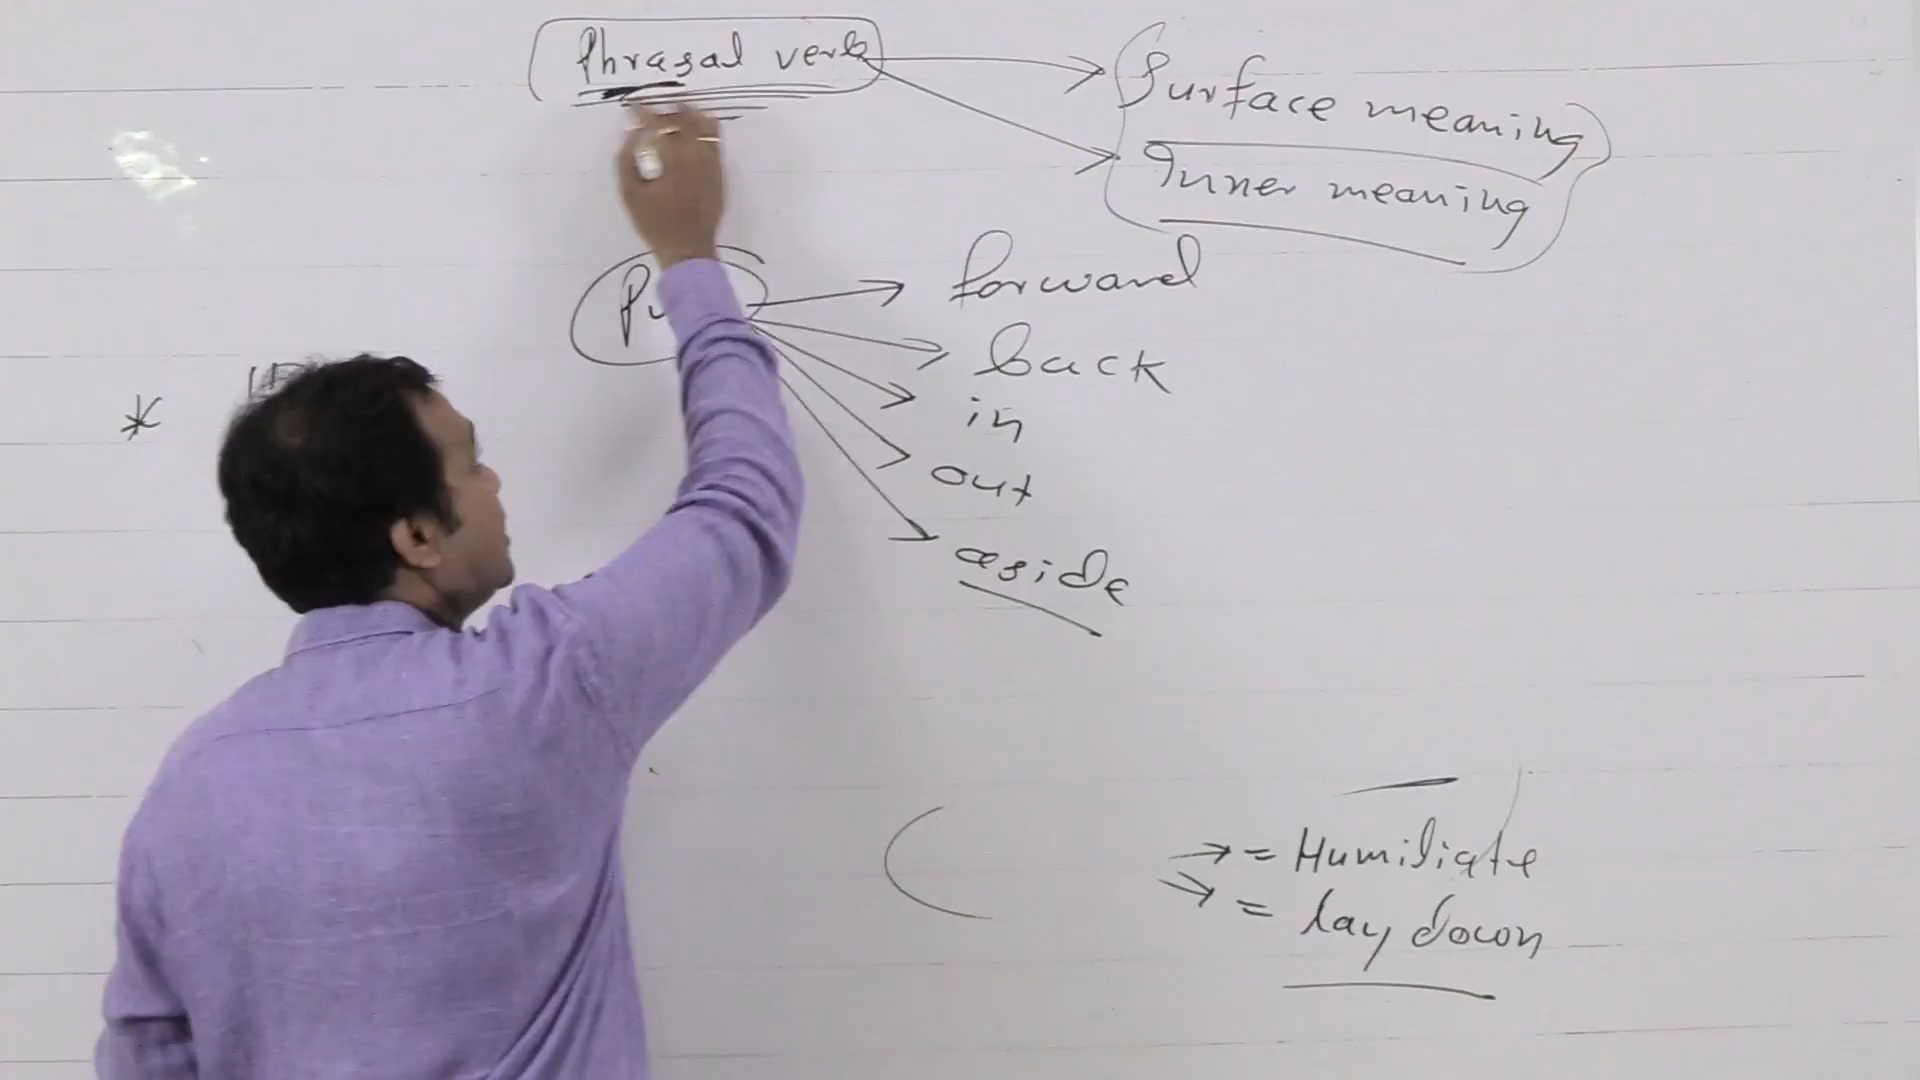 Phrasal verb
Surface meaning
Inner meaning
forward
back
in
out
aside
*
= Humiliate
= lay down